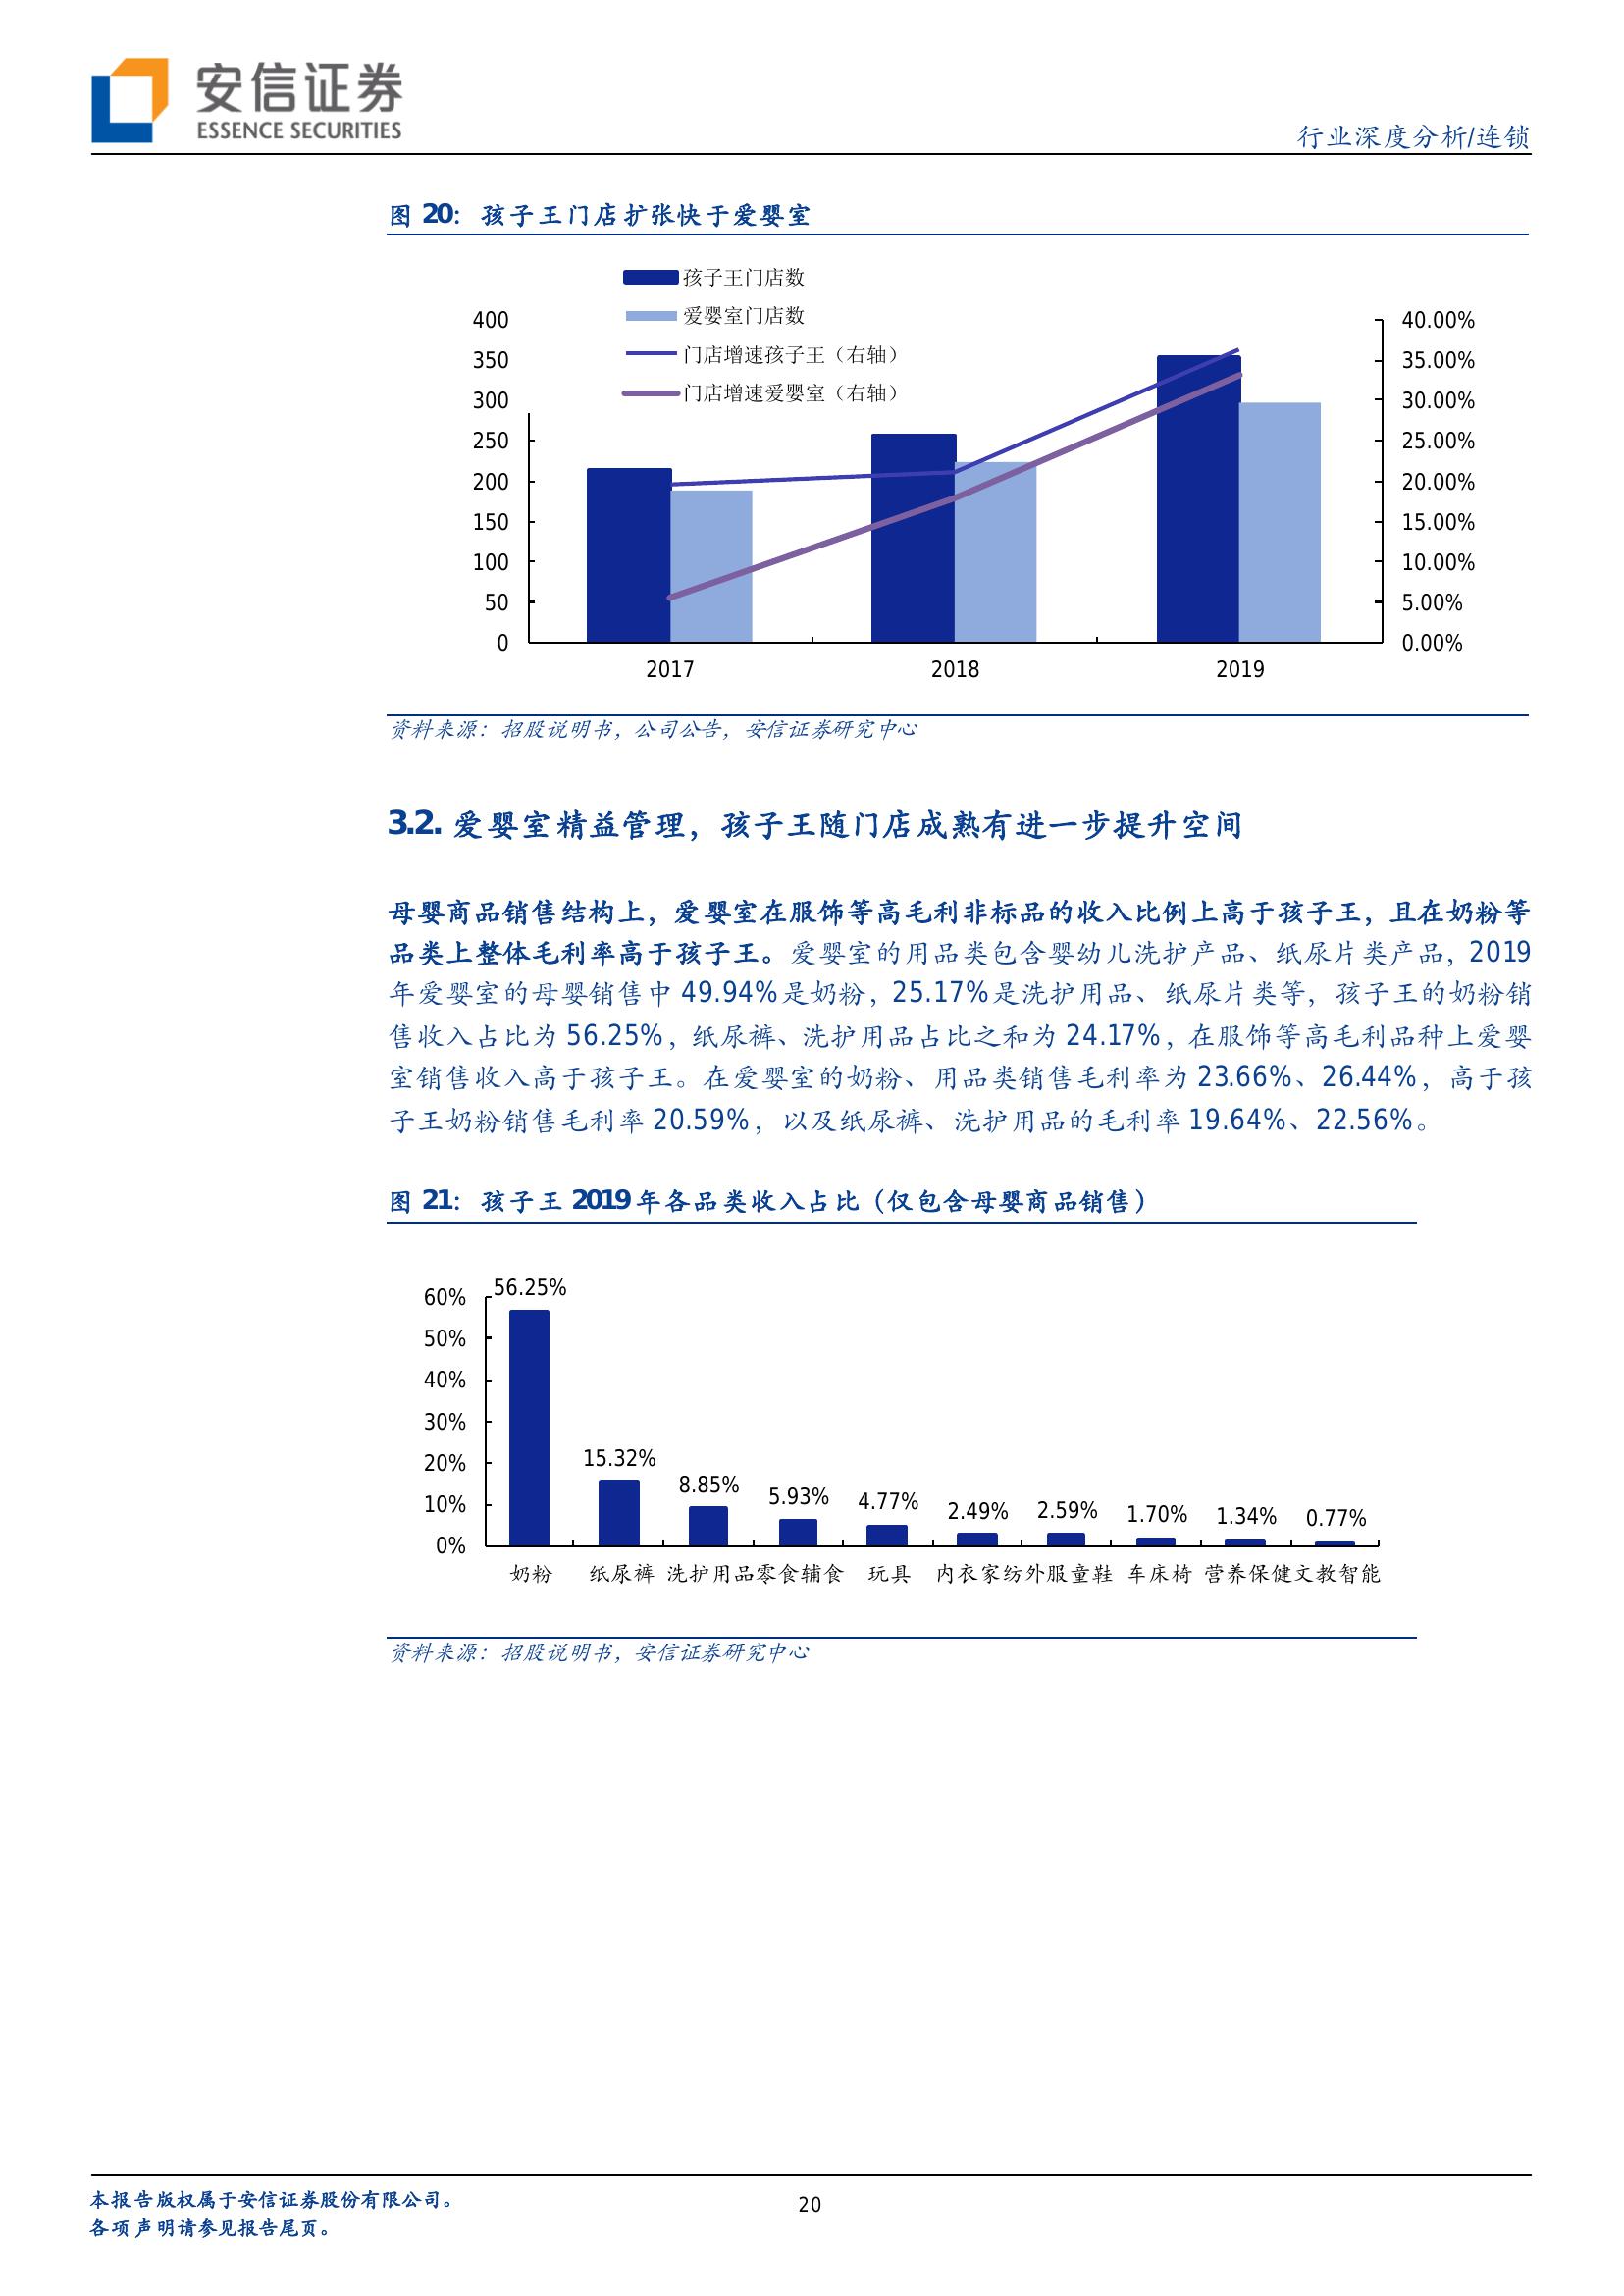 安信证券
ESSENCE SECURITIES
行业深度分析/连锁
图 20：孩子王门店扩张快于爱婴室
孩子王门店数
爱婴室门店数
门店增速孩子王（右轴）
门店增速爱婴室（右轴）
400
350
300
250
200
150
100
50
0
40.00%
35.00%
30.00%
25.00%
20.00%
15.00%
10.00%
5.00%
0.00%
2017 2018 2019
资料来源：招股说明书，公司公告，安信证券研究中心
3.2. 爱婴室精益管理，孩子王随门店成熟有进一步提升空间
母婴商品销售结构上，爱婴室在服饰等高毛利非标品的收入比例上高于孩子王，且在奶粉等
品类上整体毛利率高于孩子王。爱婴室的用品类包含婴幼儿洗护产品、纸尿片类产品，2019
年爱婴室的母婴销售中 49.94%是奶粉，25.17%是洗护用品、纸尿片类等，孩子王的奶粉销
售收入占比为 56.25%，纸尿裤、洗护用品占比之和为 24.17%，在服饰等高毛利品种上爱婴
室销售收入高于孩子王。在爱婴室的奶粉、用品类销售毛利率为 23.66%、26.44%，高于孩
子王奶粉销售毛利率 20.59%，以及纸尿裤、洗护用品的毛利率 19.64%、22.56%。
图 21：孩子王 2019 年各品类收入占比（仅包含母婴商品销售）
60%
50%
40%
30%
20%
10%
0%
56.25% 15.32% 8.85% 5.93% 4.77% 2.49% 2.59% 1.70% 1.34% 0.77%
奶粉 纸尿裤 洗护用品 零食辅食 玩具 内衣家纺 外服童鞋 车床椅 营养保健 文教智能
资料来源：招股说明书，安信证券研究中心
本报告版权属于安信证券股份有限公司。
各项声明请参见报告尾页。
20